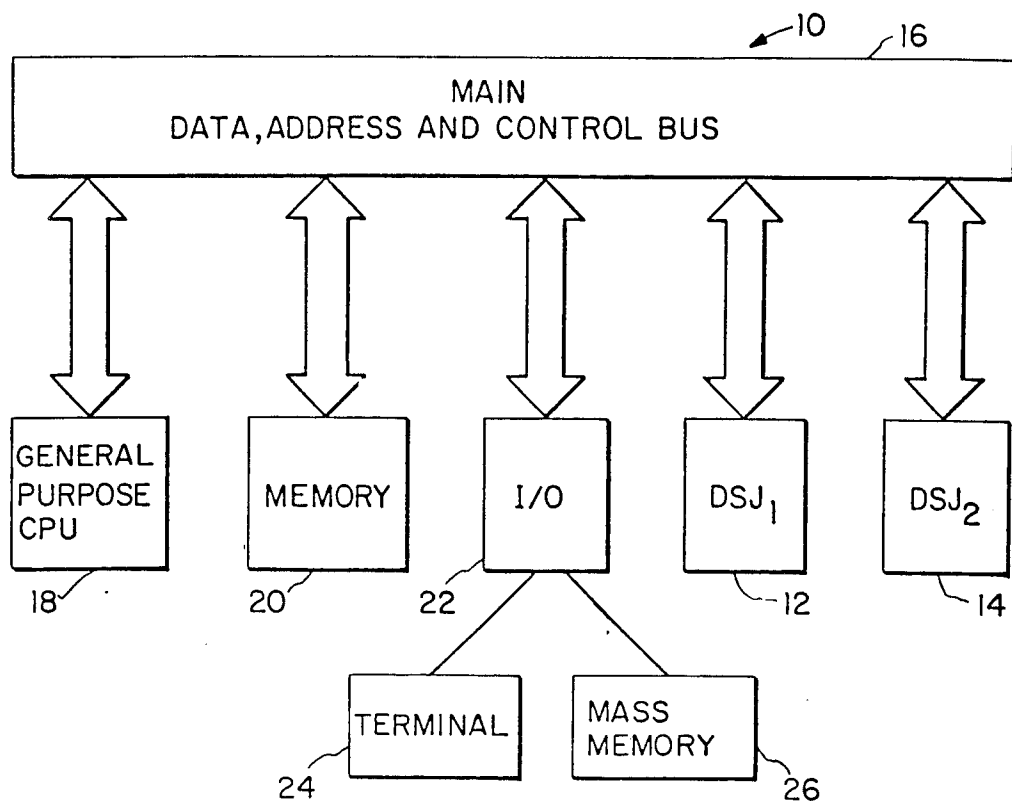 10
16
MAIN
DATA, ADDRESS AND CONTROL BUS
GENERAL
PURPOSE
CPU
MEMORY
I/O
DSJ1
DSJ2
18
20
22
12
14
TERMINAL
MASS
MEMORY
24
26